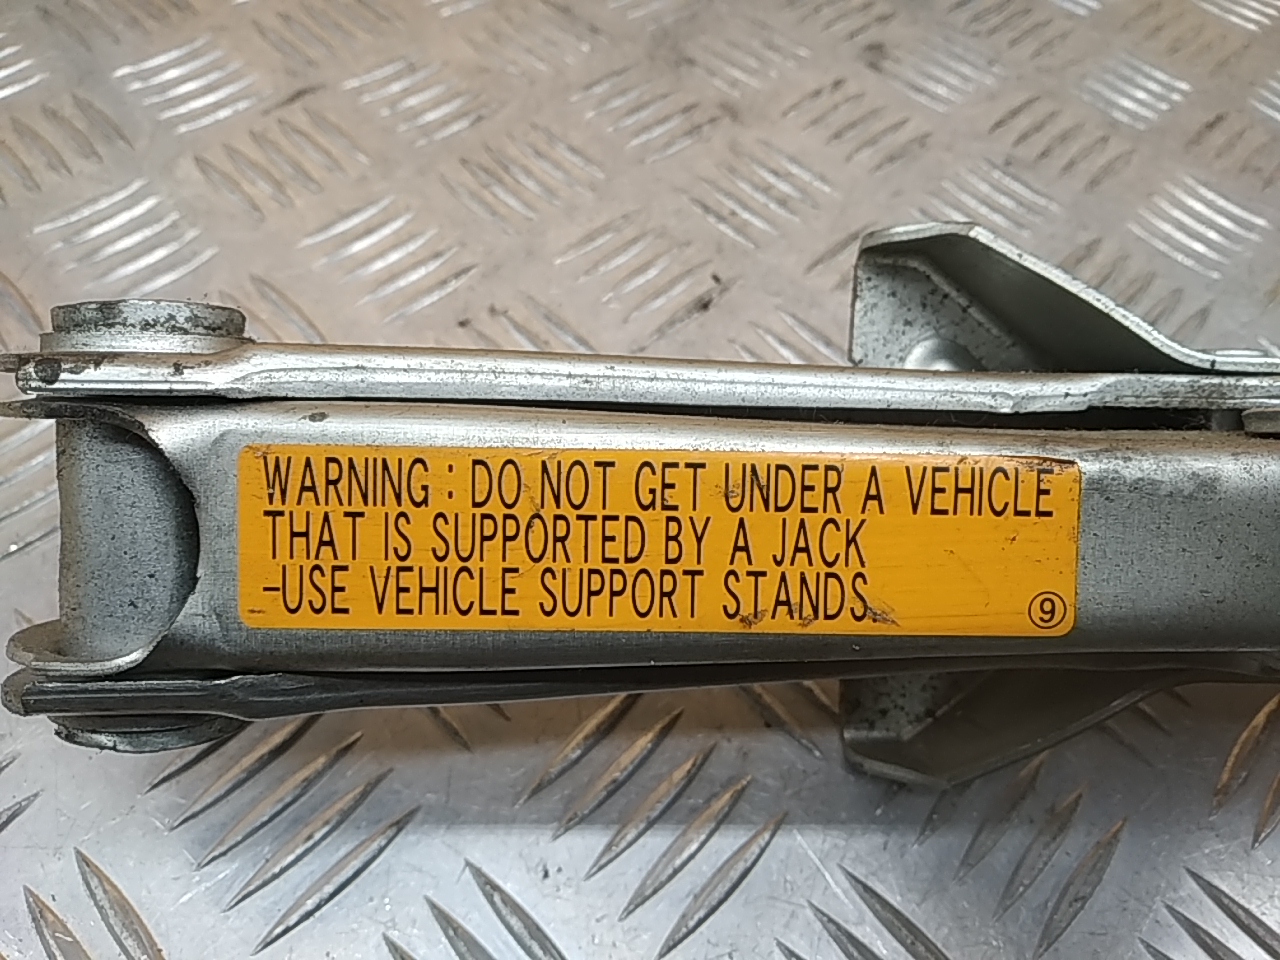 WARNING : DO NOT GET UNDER A VEHICLE
THAT IS SUPPORTED BY A JACK
-USE VEHICLE SUPPORT STANDS
⑨